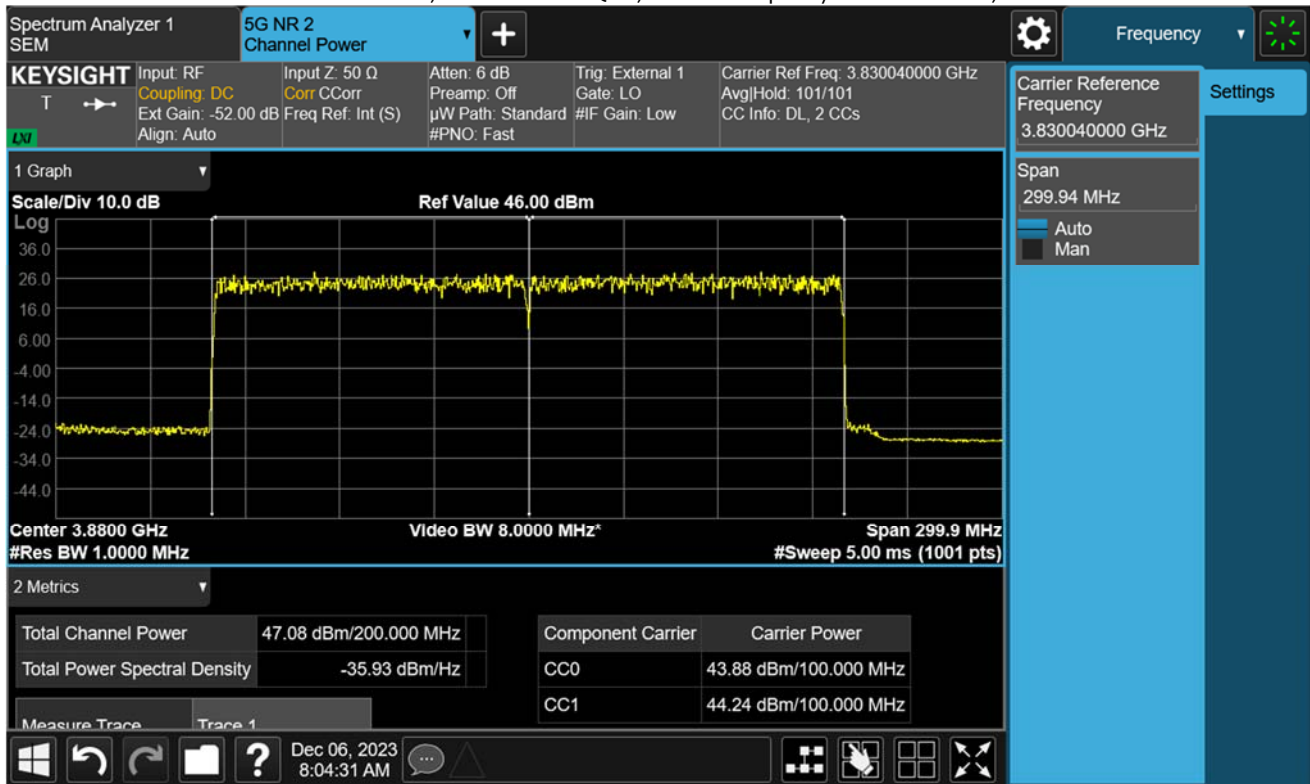 Spectrum Analyzer 1
SEM
5G NR 2
Channel Power
Frequency
KEYSIGHT
T
LXI
Input: RF
Coupling: DC
Ext Gain: -52.00 dB
Align: Auto
Input Z: 50 Ω
Corr CCorr
Freq Ref: Int (S)
Atten: 6 dB
Preamp: Off
µW Path: Standard
#PNO: Fast
Trig: External 1
Gate: LO
#IF Gain: Low
Carrier Ref Freq: 3.830040000 GHz
Avg|Hold: 101/101
CC Info: DL, 2 CCs
Carrier Reference
Frequency
3.830040000 GHz
Settings
Span
299.94 MHz
Auto
Man
1 Graph
Scale/Div 10.0 dB
Ref Value 46.00 dBm
Log
36.0
26.0
16.0
6.00
-4.00
-14.0
-24.0
-34.0
-44.0
Center 3.8800 GHz
Video BW 8.0000 MHz*
Span 299.9 MHz
#Res BW 1.0000 MHz
#Sweep 5.00 ms (1001 pts)
2 Metrics
Total Channel Power 47.08 dBm/200.000 MHz
Total Power Spectral Density -35.93 dBm/Hz
Component Carrier Carrier Power
CC0 43.88 dBm/100.000 MHz
CC1 44.24 dBm/100.000 MHz
Measure Trace Trace 1
?
Dec 06, 2023
8:04:31 AM